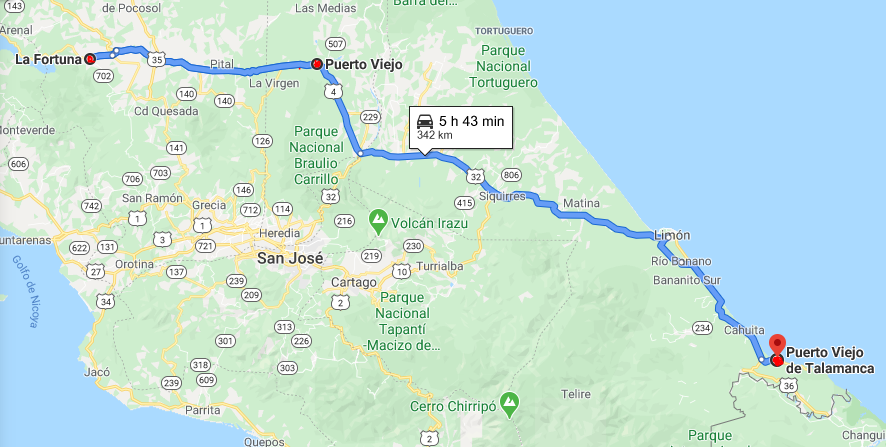 de Pocosol
Las Medias
Barra del...
Arenal
TORTUGUERO
507
La Fortuna
35
Pital
Puerto Viejo
Parque
Nacional
Tortuguero
702
La Virgen
140
140
4
Cd Quesada
229
5 h 43 min
342 km
Monteverde
126
Parque
Nacional
Braulio
Carrillo
141
606
32
806
706
703
146
32
415
Siquirres
Matina
742
San Ramón
Grecia
712
114
1
1
216
Volcán Irazu
Limón
Puntarenas
3
Heredia
622
131
721
219
230
Río Banano
27
Orotina
San José
Turrialba
10
Bananito Sur
Golfo de Nicoya
239
Cartago
34
209
2
Parque
Nacional
Tapantí
-Macizo de...
313
234
Cahuita
301
226
Puerto Viejo
de Talamanca
318
303
Jacó
239
609
36
Cerro Chirripó
Telire
Parrita
2
Parque
Changui
Quepos